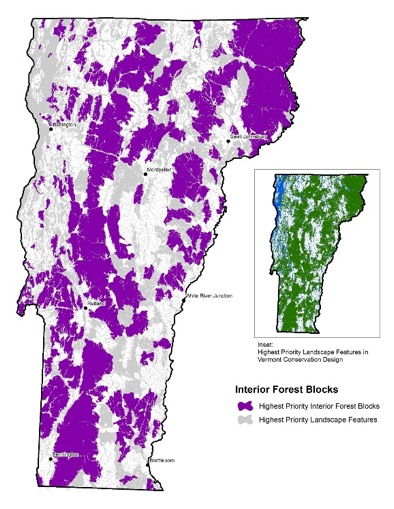 Burlington
Saint Johnsbury
Montpelier
White River Junction
Rutland
Inset:
Highest Priority Landscape Features in
Vermont Conservation Design
Interior Forest Blocks
Highest Priority Interior Forest Blocks
Highest Priority Landscape Features
Bennington
Brattleboro